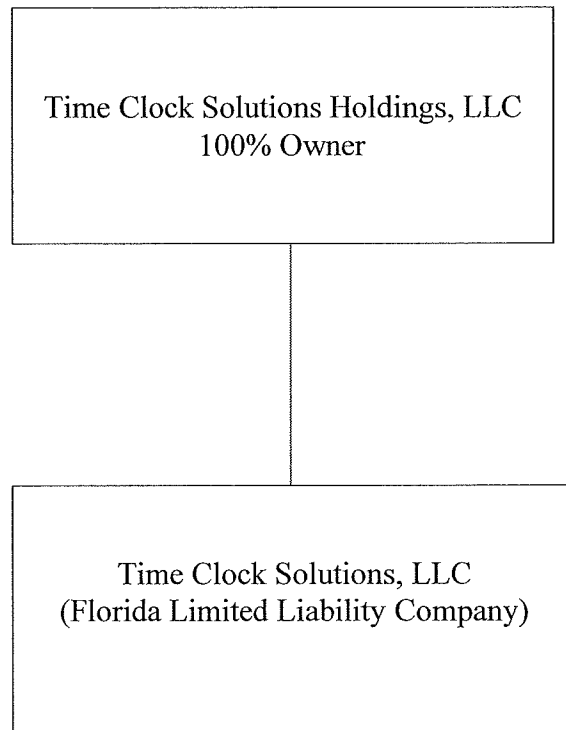 Time Clock Solutions Holdings, LLC
100% Owner
Time Clock Solutions, LLC
(Florida Limited Liability Company)